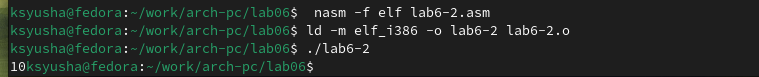 ksyusha@fedora:~/work/arch-pc/lab06$  nasm -f elf lab6-2.asm
ksyusha@fedora:~/work/arch-pc/lab06$ ld -m elf_i386 -o lab6-2 lab6-2.o
ksyusha@fedora:~/work/arch-pc/lab06$ ./lab6-2
10ksyusha@fedora:~/work/arch-pc/lab06$